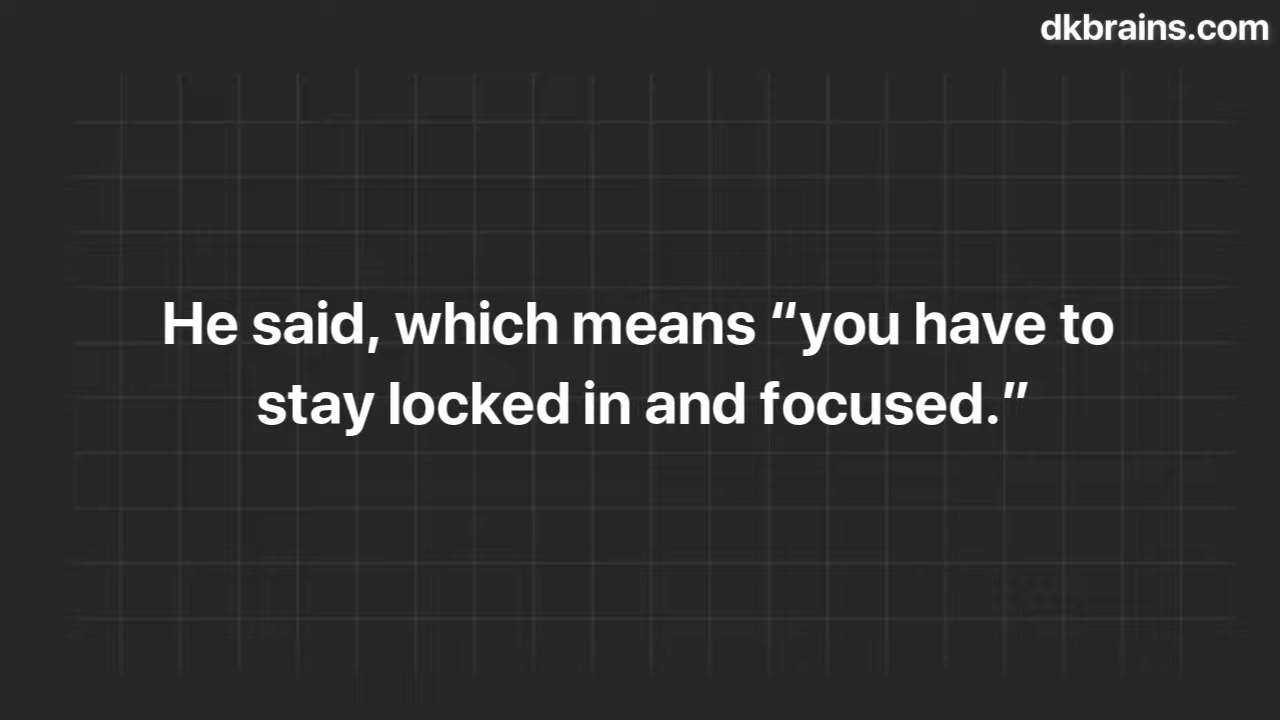 dkbrains.com
He said, which means “you have to
stay locked in and focused.”